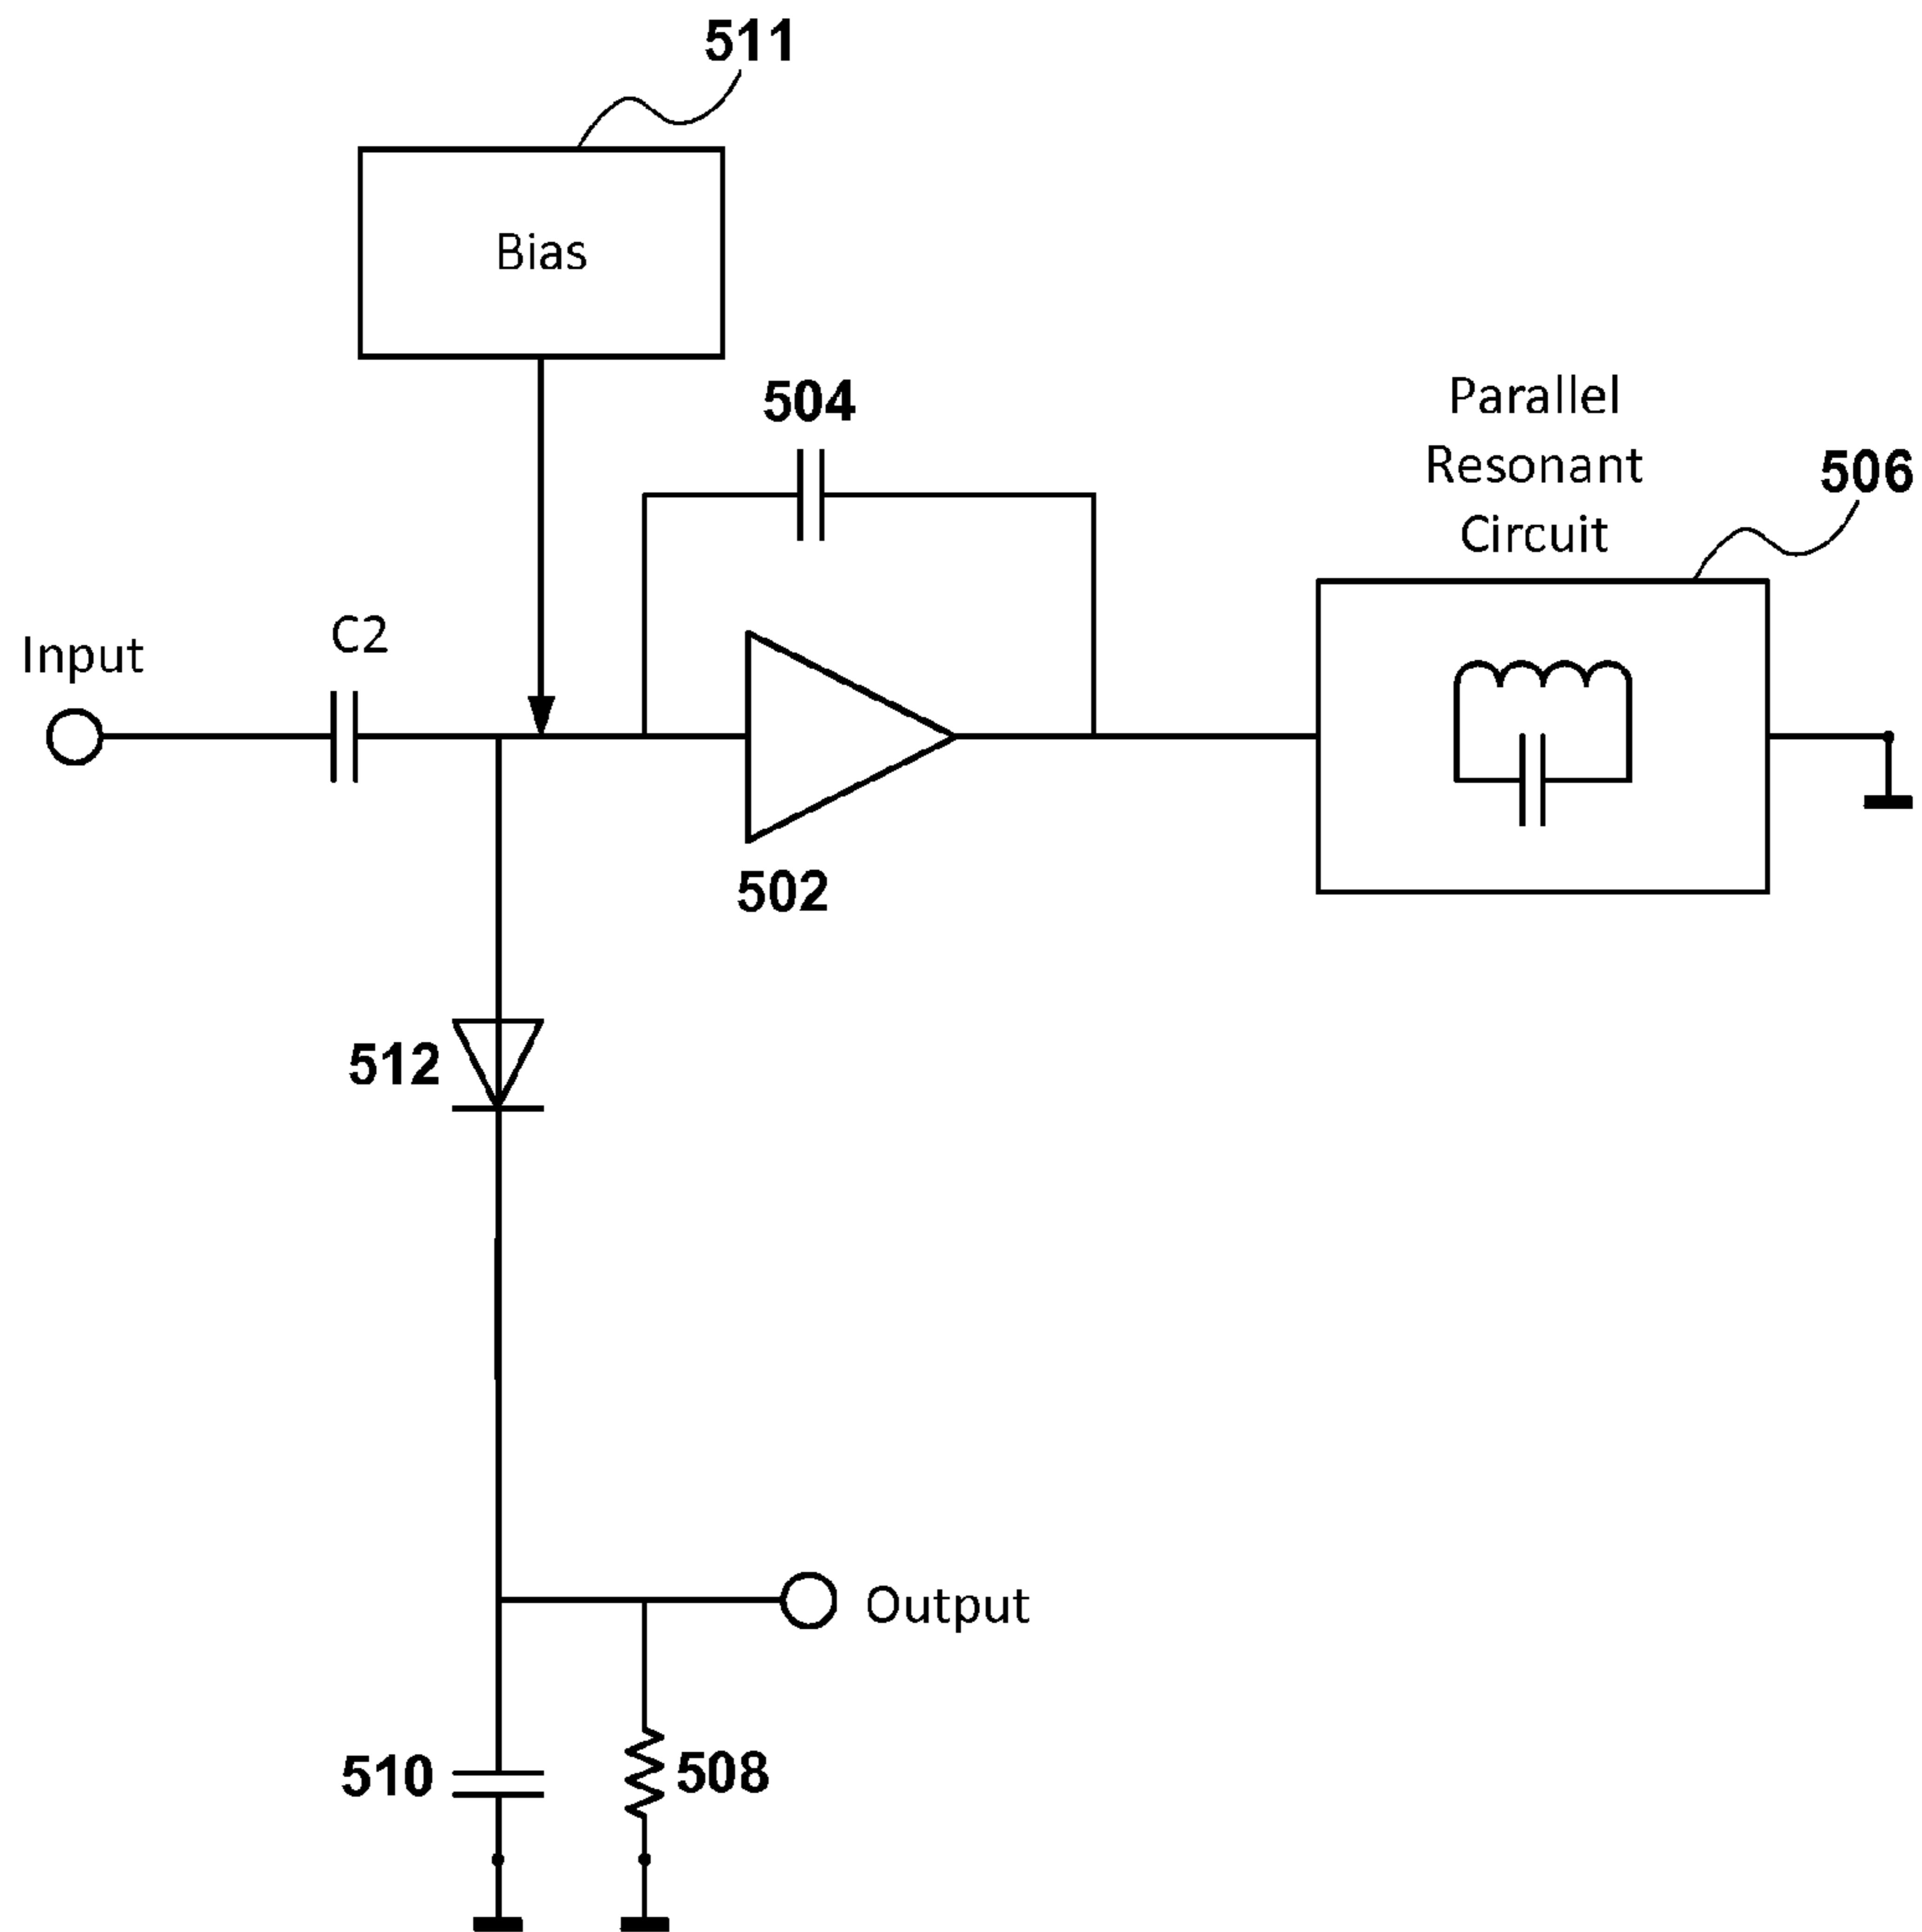 511
Bias
504
Parallel
Resonant
Circuit
506
C2
Input
502
512
Output
510
508